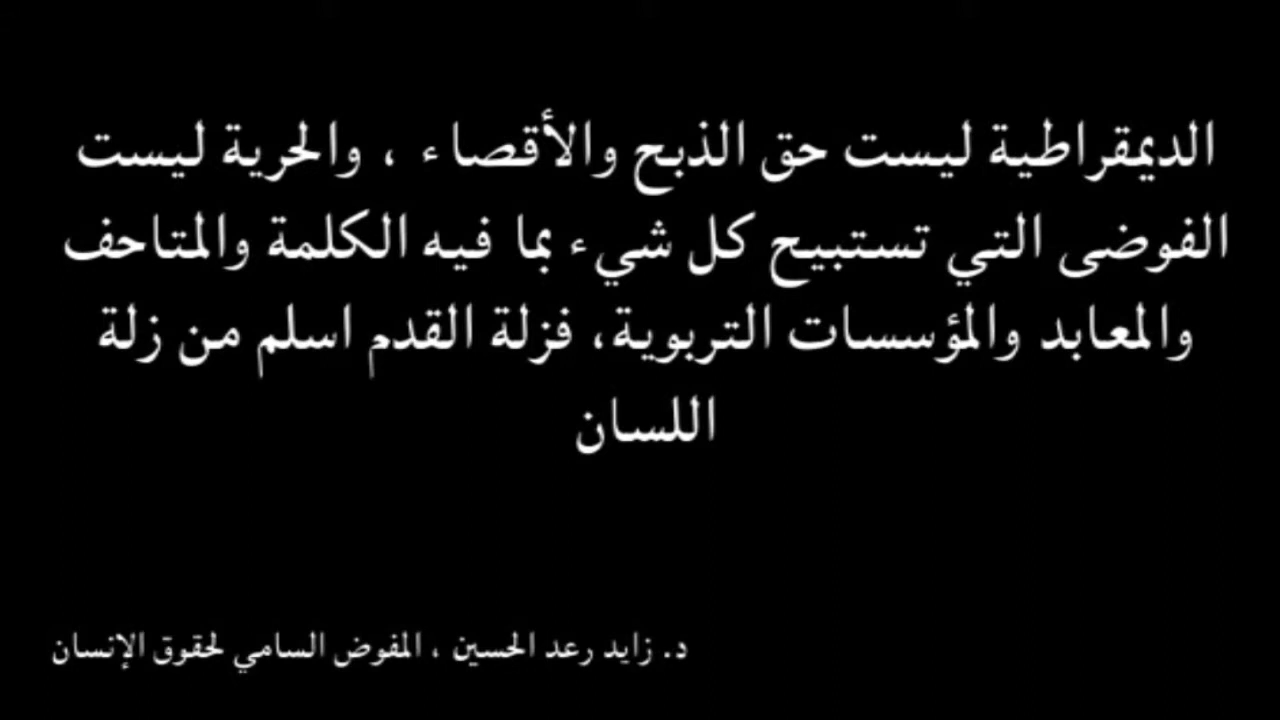 الديمقراطية ليست حق الذبح والأقصاء ، والحرية ليست
الفوضى التي تستبيح كل شيء بما فيه الكلمة والمتاحف
والمعابد والمؤسسات التربوية، فزلة القدم اسلم من زلة
اللسان
د. زايد رعد الحسين ، المفوض السامي لحقوق الإنسان